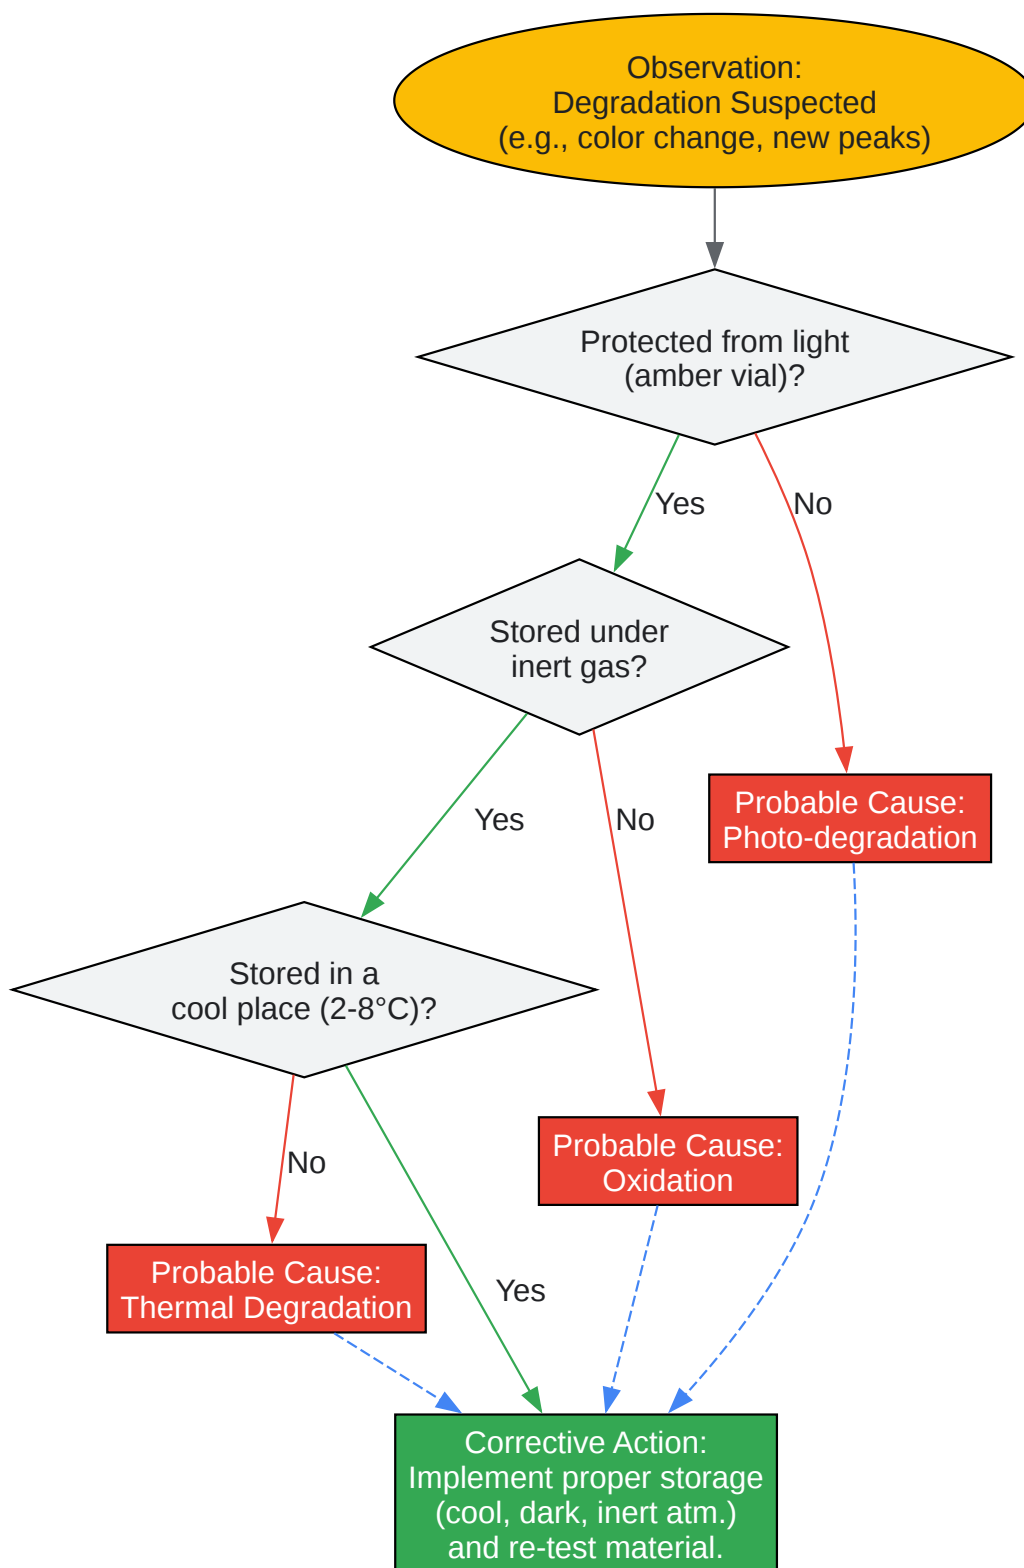 Observation:
Degradation Suspected
(e.g., color change, new peaks)
Protected from light
(amber vial)?
Yes
No
Stored under
inert gas?
Yes
No
Probable Cause:
Photo-degradation
Stored in a
cool place (2-8°C)?
No
Yes
Probable Cause:
Oxidation
Probable Cause:
Thermal Degradation
Corrective Action:
Implement proper storage
(cool, dark, inert atm.)
and re-test material.